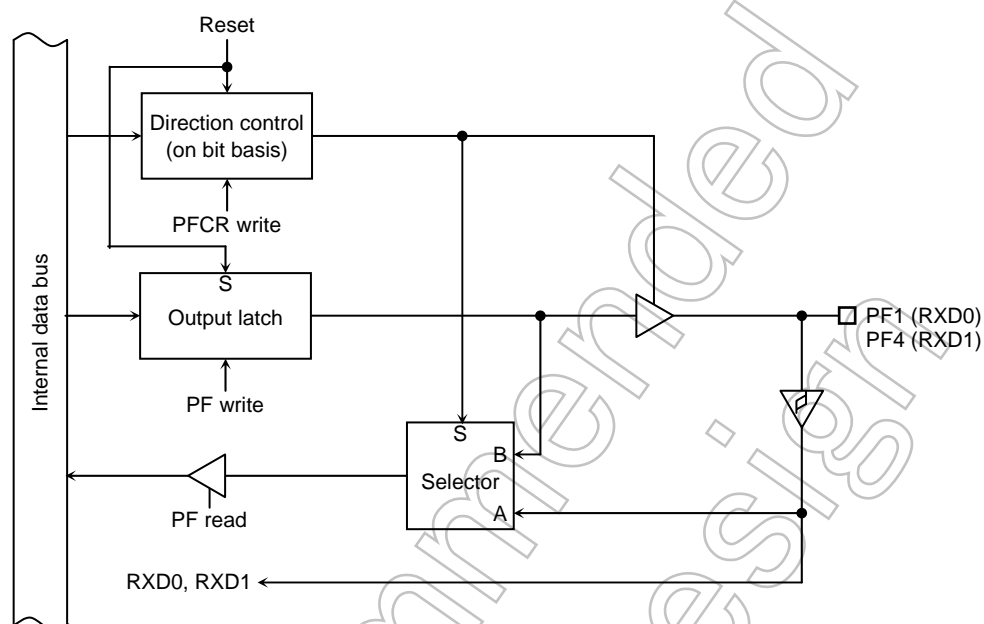 Reset
Direction control
(on bit basis)
PFCR write
Internal data bus
S
Output latch
PF write
PF1 (RXD0)
PF4 (RXD1)
S
B
Selector
A
PF read
RXD0, RXD1